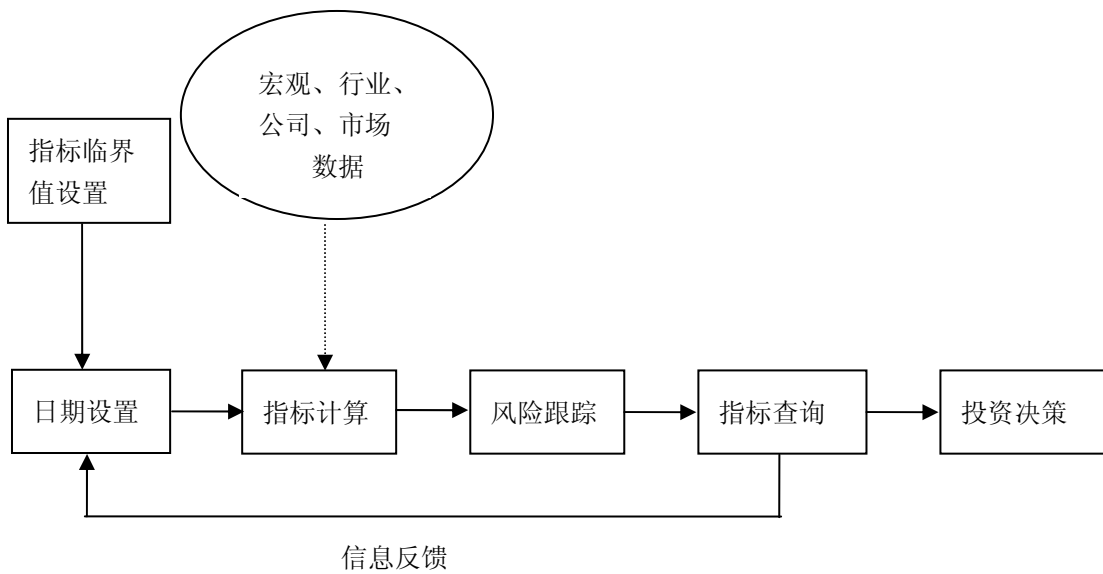 宏观、行业、
公司、市场
数据
指标临界
值设置
日期设置
指标计算
风险跟踪
指标查询
投资决策
信息反馈